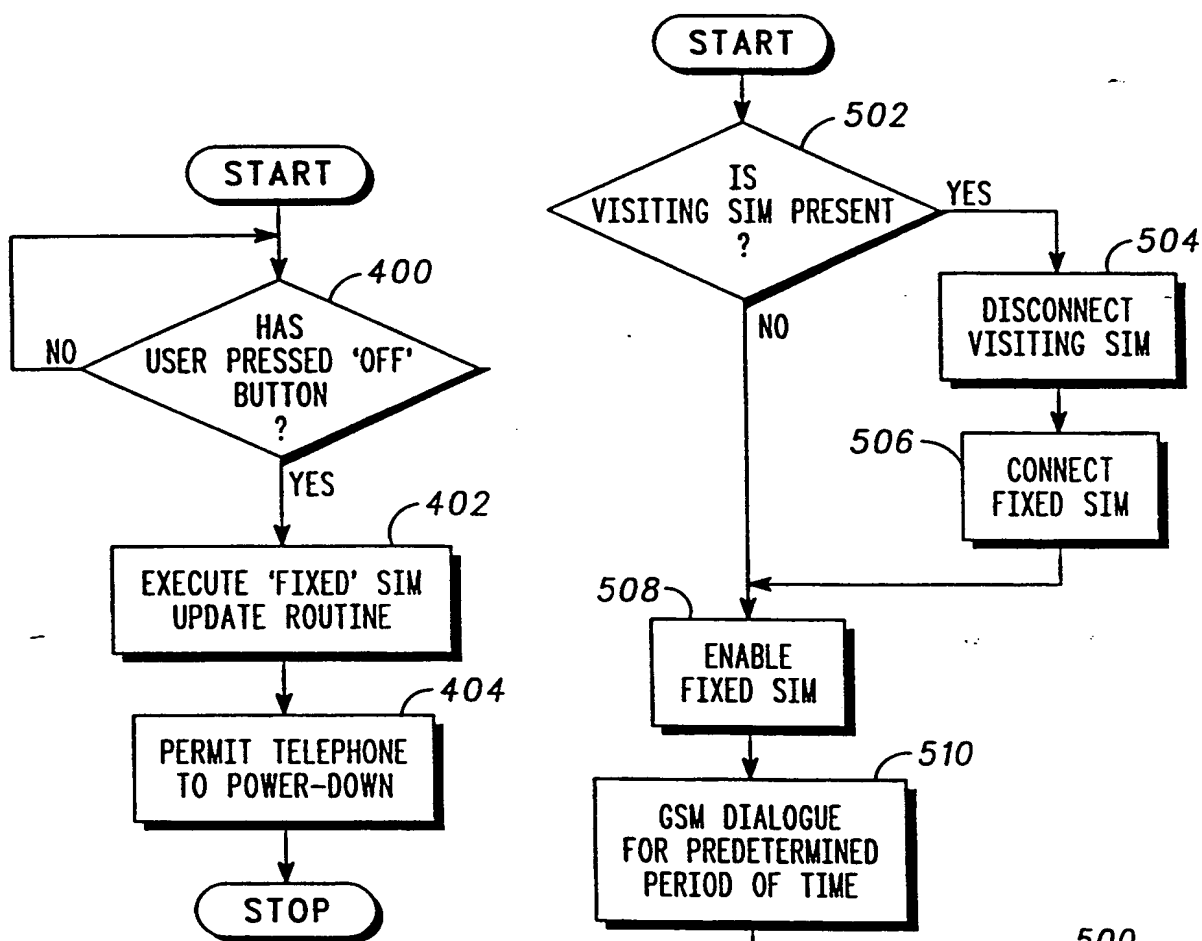 START
400
HAS
USER PRESSED 'OFF'
BUTTON
?
NO
YES
402
EXECUTE 'FIXED' SIM
UPDATE ROUTINE
404
PERMIT TELEPHONE
TO POWER-DOWN
STOP
START
502
IS
VISITING SIM PRESENT
?
YES
NO
504
DISCONNECT
VISITING SIM
506
CONNECT
FIXED SIM
508
ENABLE
FIXED SIM
510
GSM DIALOGUE
FOR PREDETERMINED
PERIOD OF TIME
500